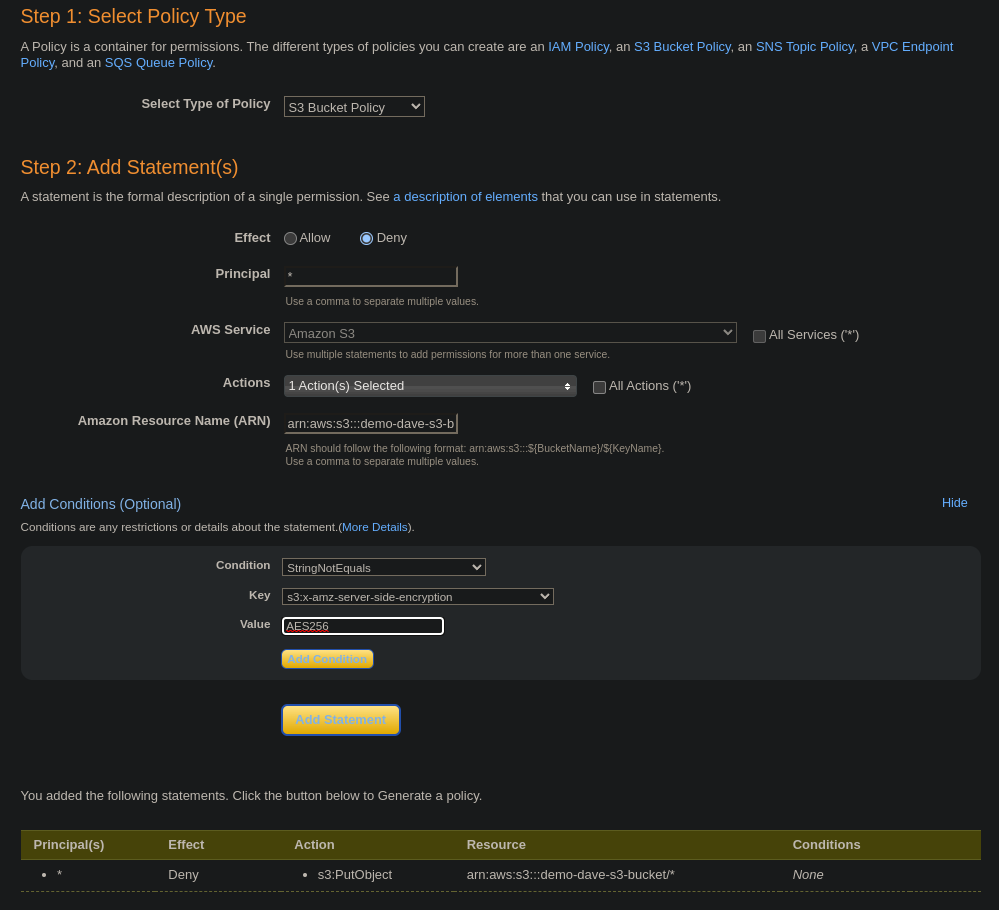 Step 1: Select Policy Type
A Policy is a container for permissions. The different types of policies you can create are an IAM Policy, an S3 Bucket Policy, an SNS Topic Policy, a VPC Endpoint
Policy, and an SQS Queue Policy.
Select Type of Policy S3 Bucket Policy
Step 2: Add Statement(s)
A statement is the formal description of a single permission. See a description of elements that you can use in statements.
Effect Allow Deny
Principal *
Use a comma to separate multiple values.
AWS Service Amazon S3 All Services ('*')
Use multiple statements to add permissions for more than one service.
Actions 1 Action(s) Selected All Actions ('*')
Amazon Resource Name (ARN) arn:aws:s3:::demo-dave-s3-b
ARN should follow the following format: arn:aws:s3:::${BucketName}/${KeyName}.
Use a comma to separate multiple values.
Add Conditions (Optional) Hide
Conditions are any restrictions or details about the statement.(More Details).
Condition StringNotEquals
Key s3:x-amz-server-side-encryption
Value AES256
Add Condition
Add Statement
You added the following statements. Click the button below to Generate a policy.
Principal(s) Effect Action Resource Conditions
• * Deny • s3:PutObject arn:aws:s3:::demo-dave-s3-bucket/* None